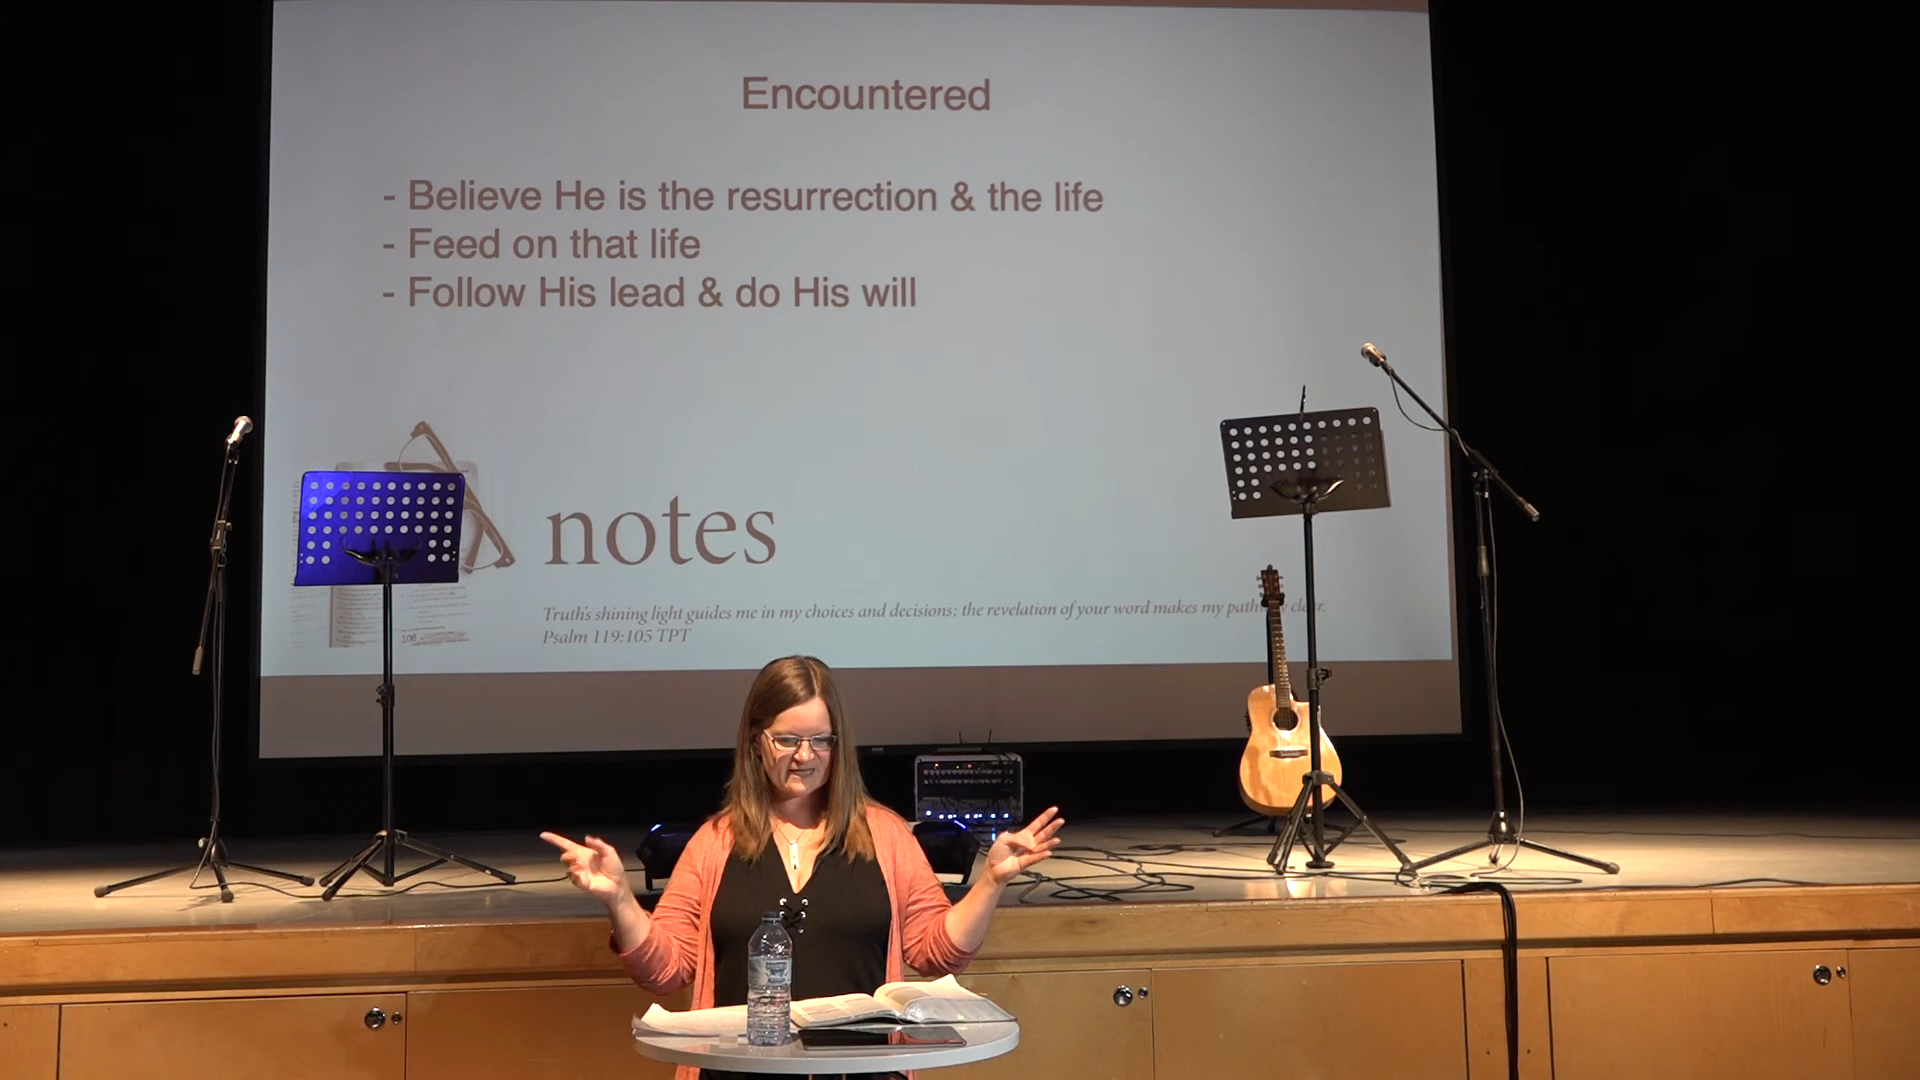 Encountered
- Believe He is the resurrection & the life
- Feed on that life
- Follow His lead & do His will
notes
Truth's shining light guides me in my choices and decisions; the revelation of your word makes my pathway clear.
Psalm 119:105 TPT